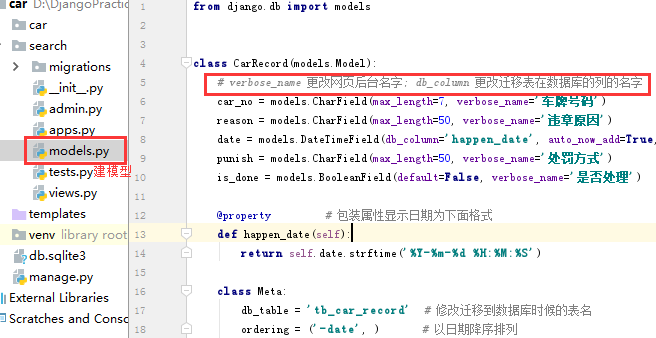 car D:\DjangoPractic
car
search
migrations
__init__.py
admin.py
apps.py
models.py
tests.py建模型
views.py
templates
venv library root
db.sqlite3
manage.py
External Libraries
Scratches and Conso
1 from django.db import models
2
3
4 class CarRecord(models.Model):
5 # verbose_name 更改网页后台名字; db_column 更改迁移表在数据库的列的名字
6 car_no = models.CharField(max_length=7, verbose_name='车牌号码')
7 reason = models.CharField(max_length=50, verbose_name='违章原因')
8 date = models.DateTimeField(db_column='happen_date', auto_now_add=True,
9 punish = models.CharField(max_length=50, verbose_name='处罚方式')
10 is_done = models.BooleanField(default=False, verbose_name='是否处理')
11
12 @property # 包装属性显示日期为下面格式
13 def happen_date(self):
14 return self.date.strftime('%Y-%m-%d %H:%M:%S')
15
16 class Meta:
17 db_table = 'tb_car_record' # 修改迁移到数据库时候的表名
18 ordering = ('-date', ) # 以日期降序排列